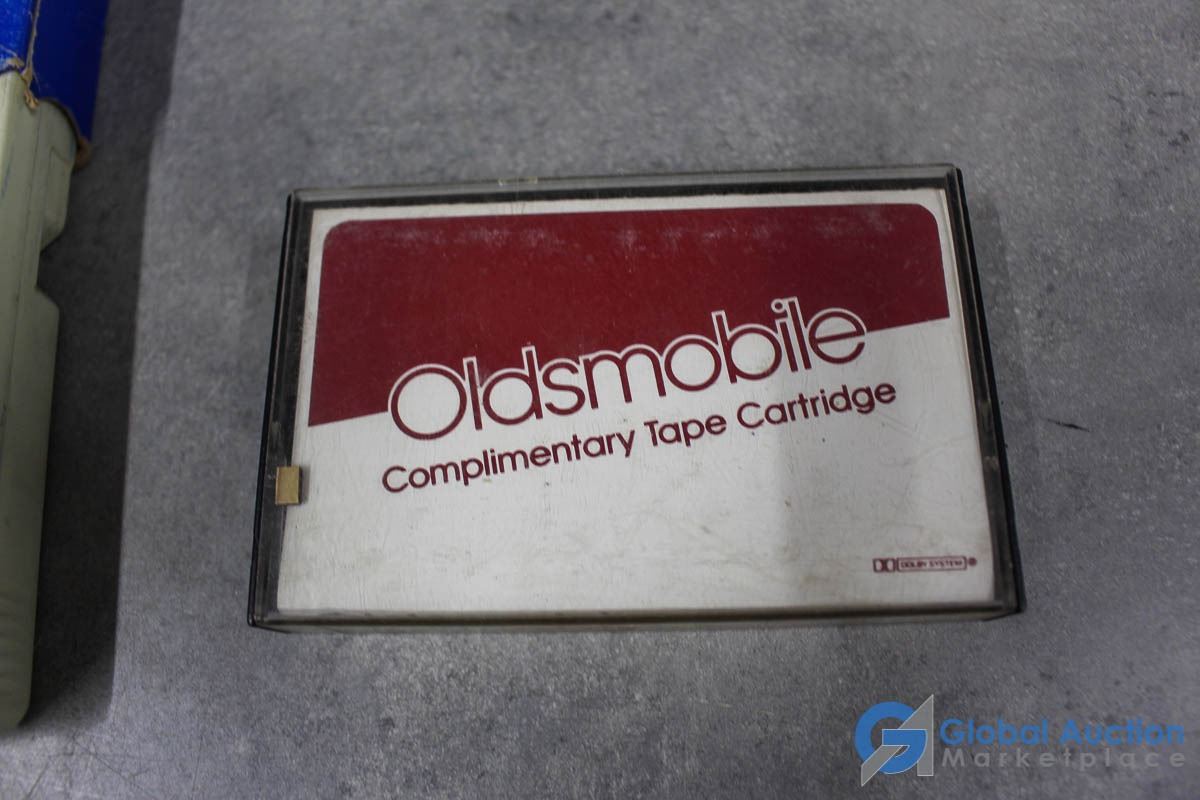 Oldsmobile
Complimentary Tape Cartridge
DOLBY SYSTEM ®
Global Auction
Marketplace